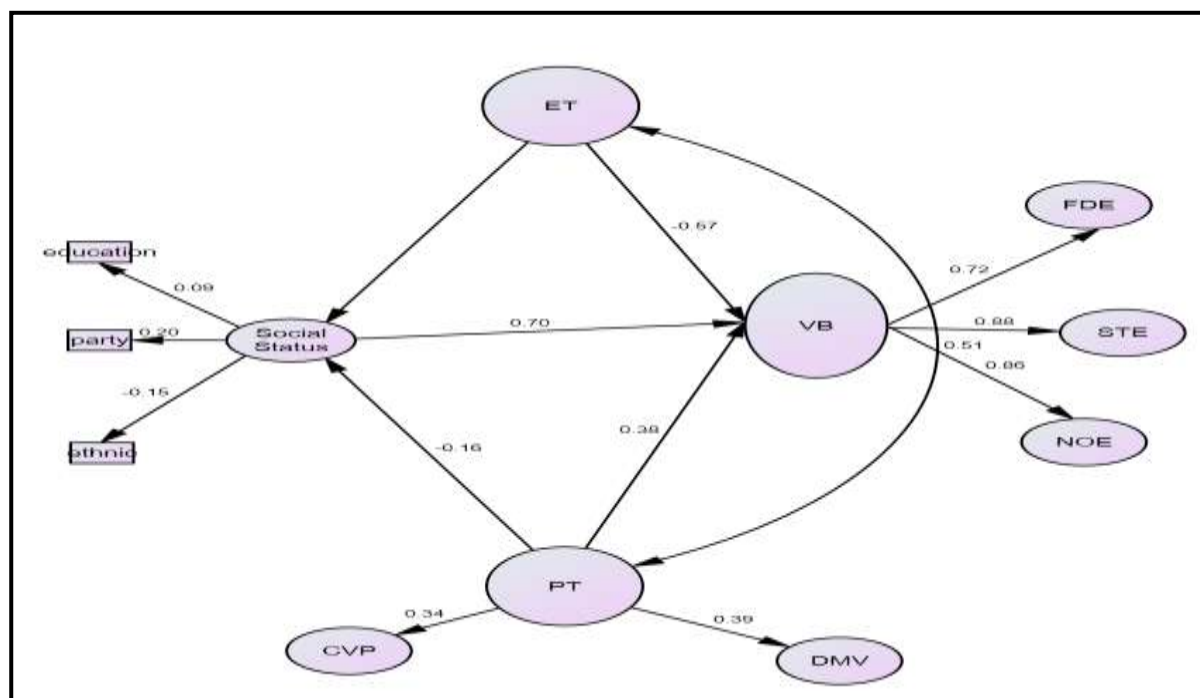 ET
-0.57
FDE
education
0.72
0.09
VB
0.88
STE
party
0.20
Social
Status
0.70
0.51
0.86
-0.15
0.38
NOE
ethnic
-0.16
PT
0.34
0.39
CVP
DMV